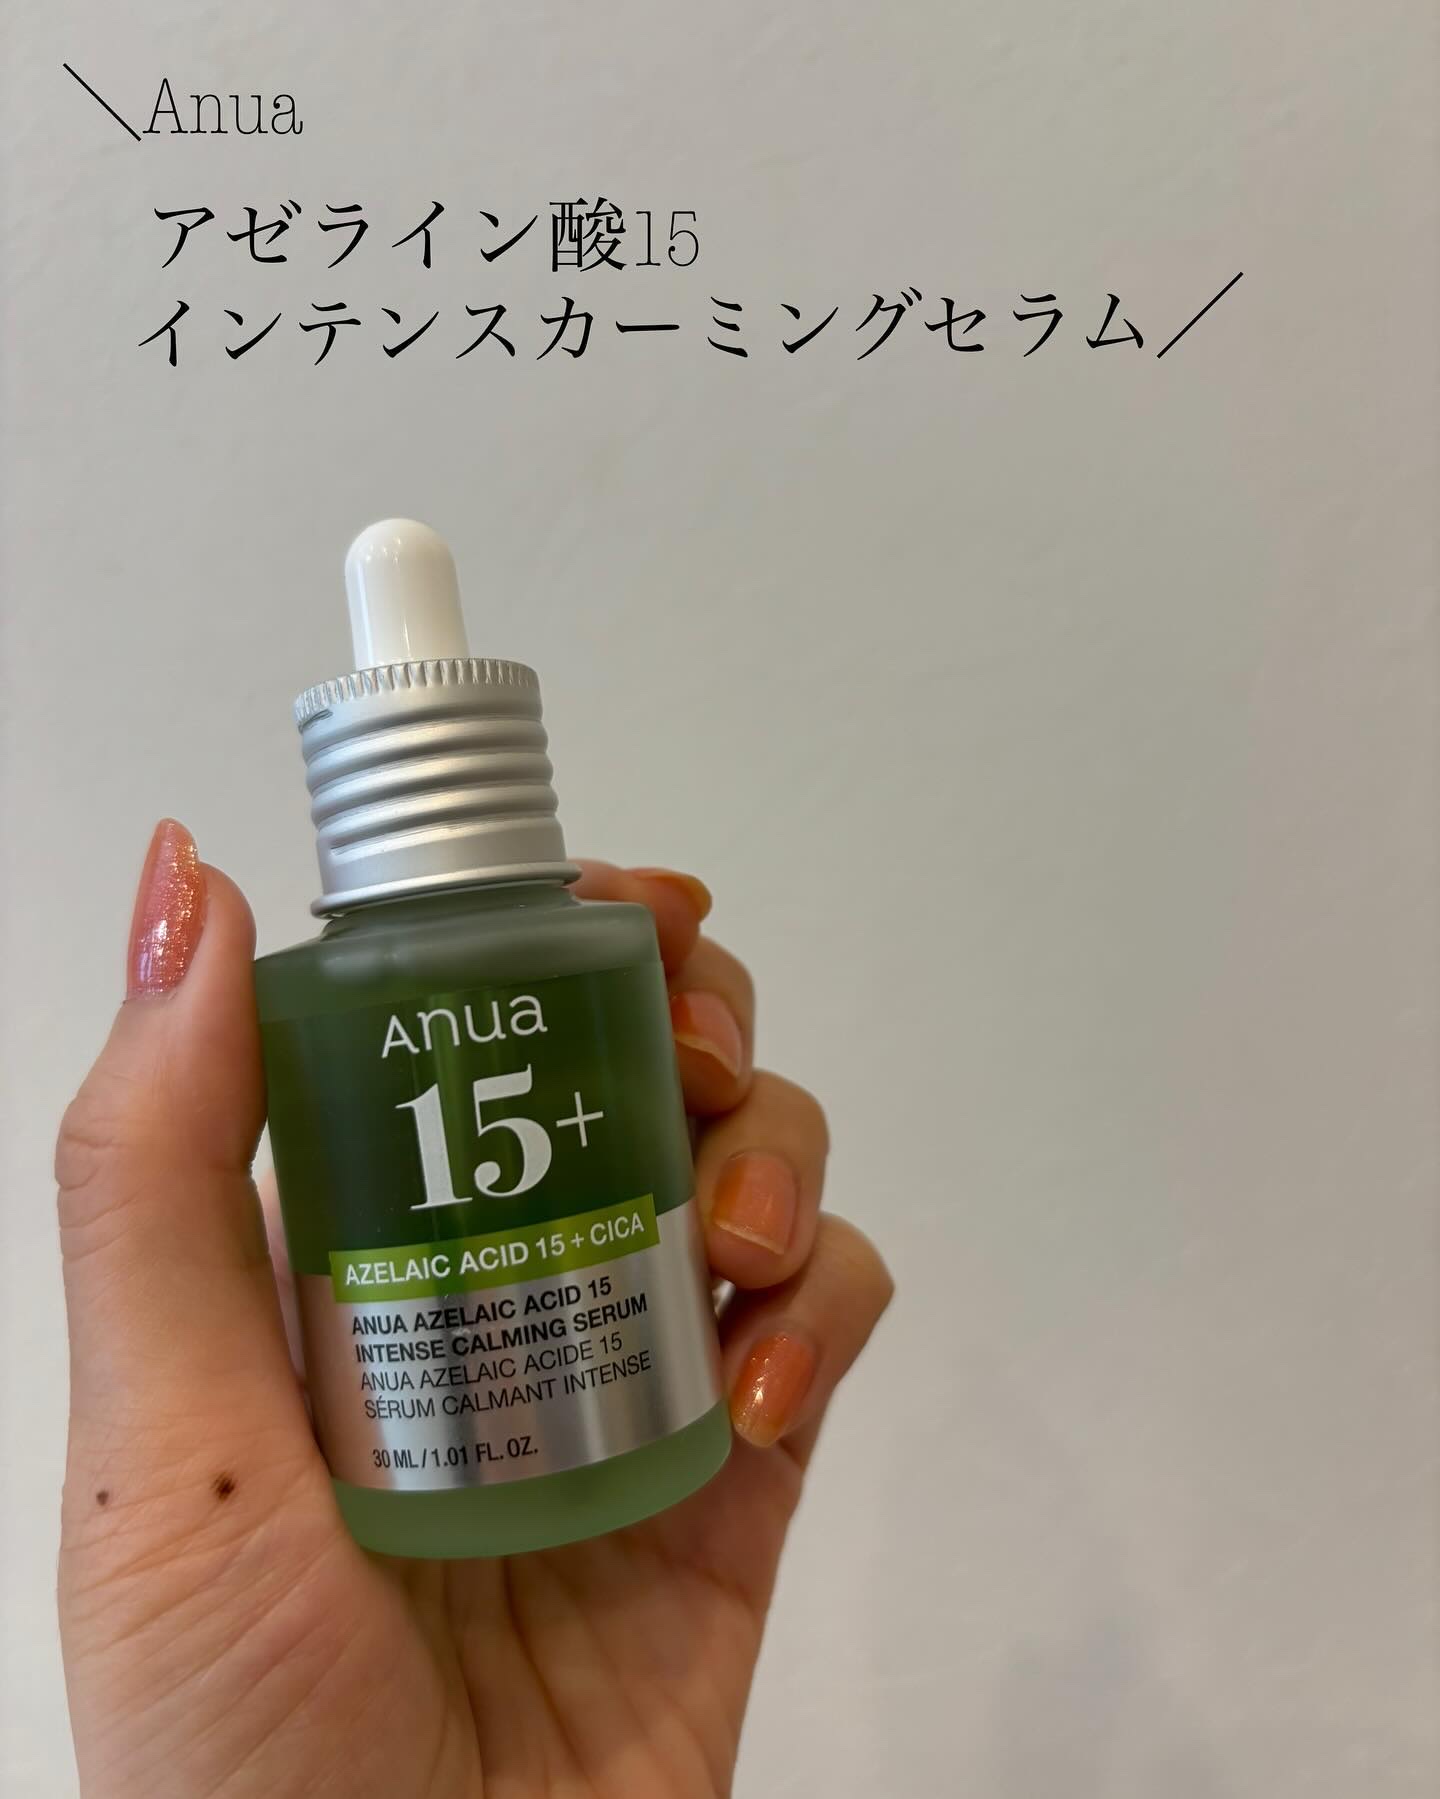 ＼Anua
アゼライン酸15
インテンスカーミングセラム／
Anua
15+
AZELAIC ACID 15 + CICA
ANUA AZELAIC ACID 15
INTENSE CALMING SERUM
ANUA AZELAIC ACIDE 15
SÉRUM CALMANT INTENSE
30 ML / 1.01 FL. OZ.